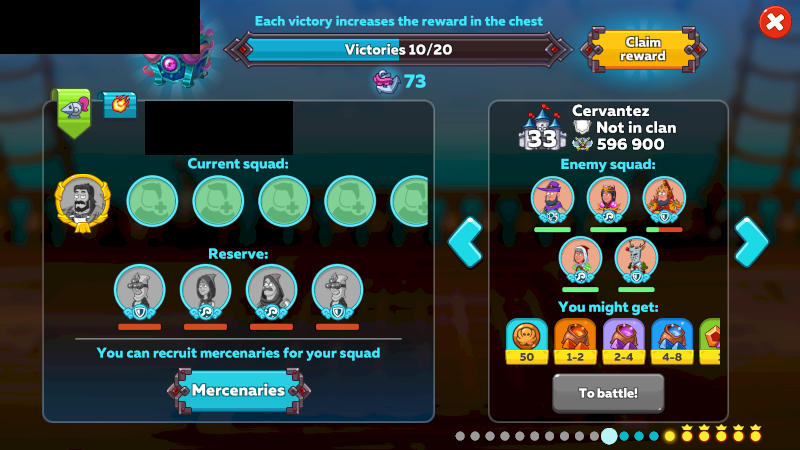 Each victory increases the reward in the chest
Victories 10/20
Claim
reward
73
Cervantez
33
Not in clan
596 900
Current squad:
Enemy squad:
Reserve:
You might get:
50
1-2
2-4
4-8
You can recruit mercenaries for your squad
Mercenaries
To battle!